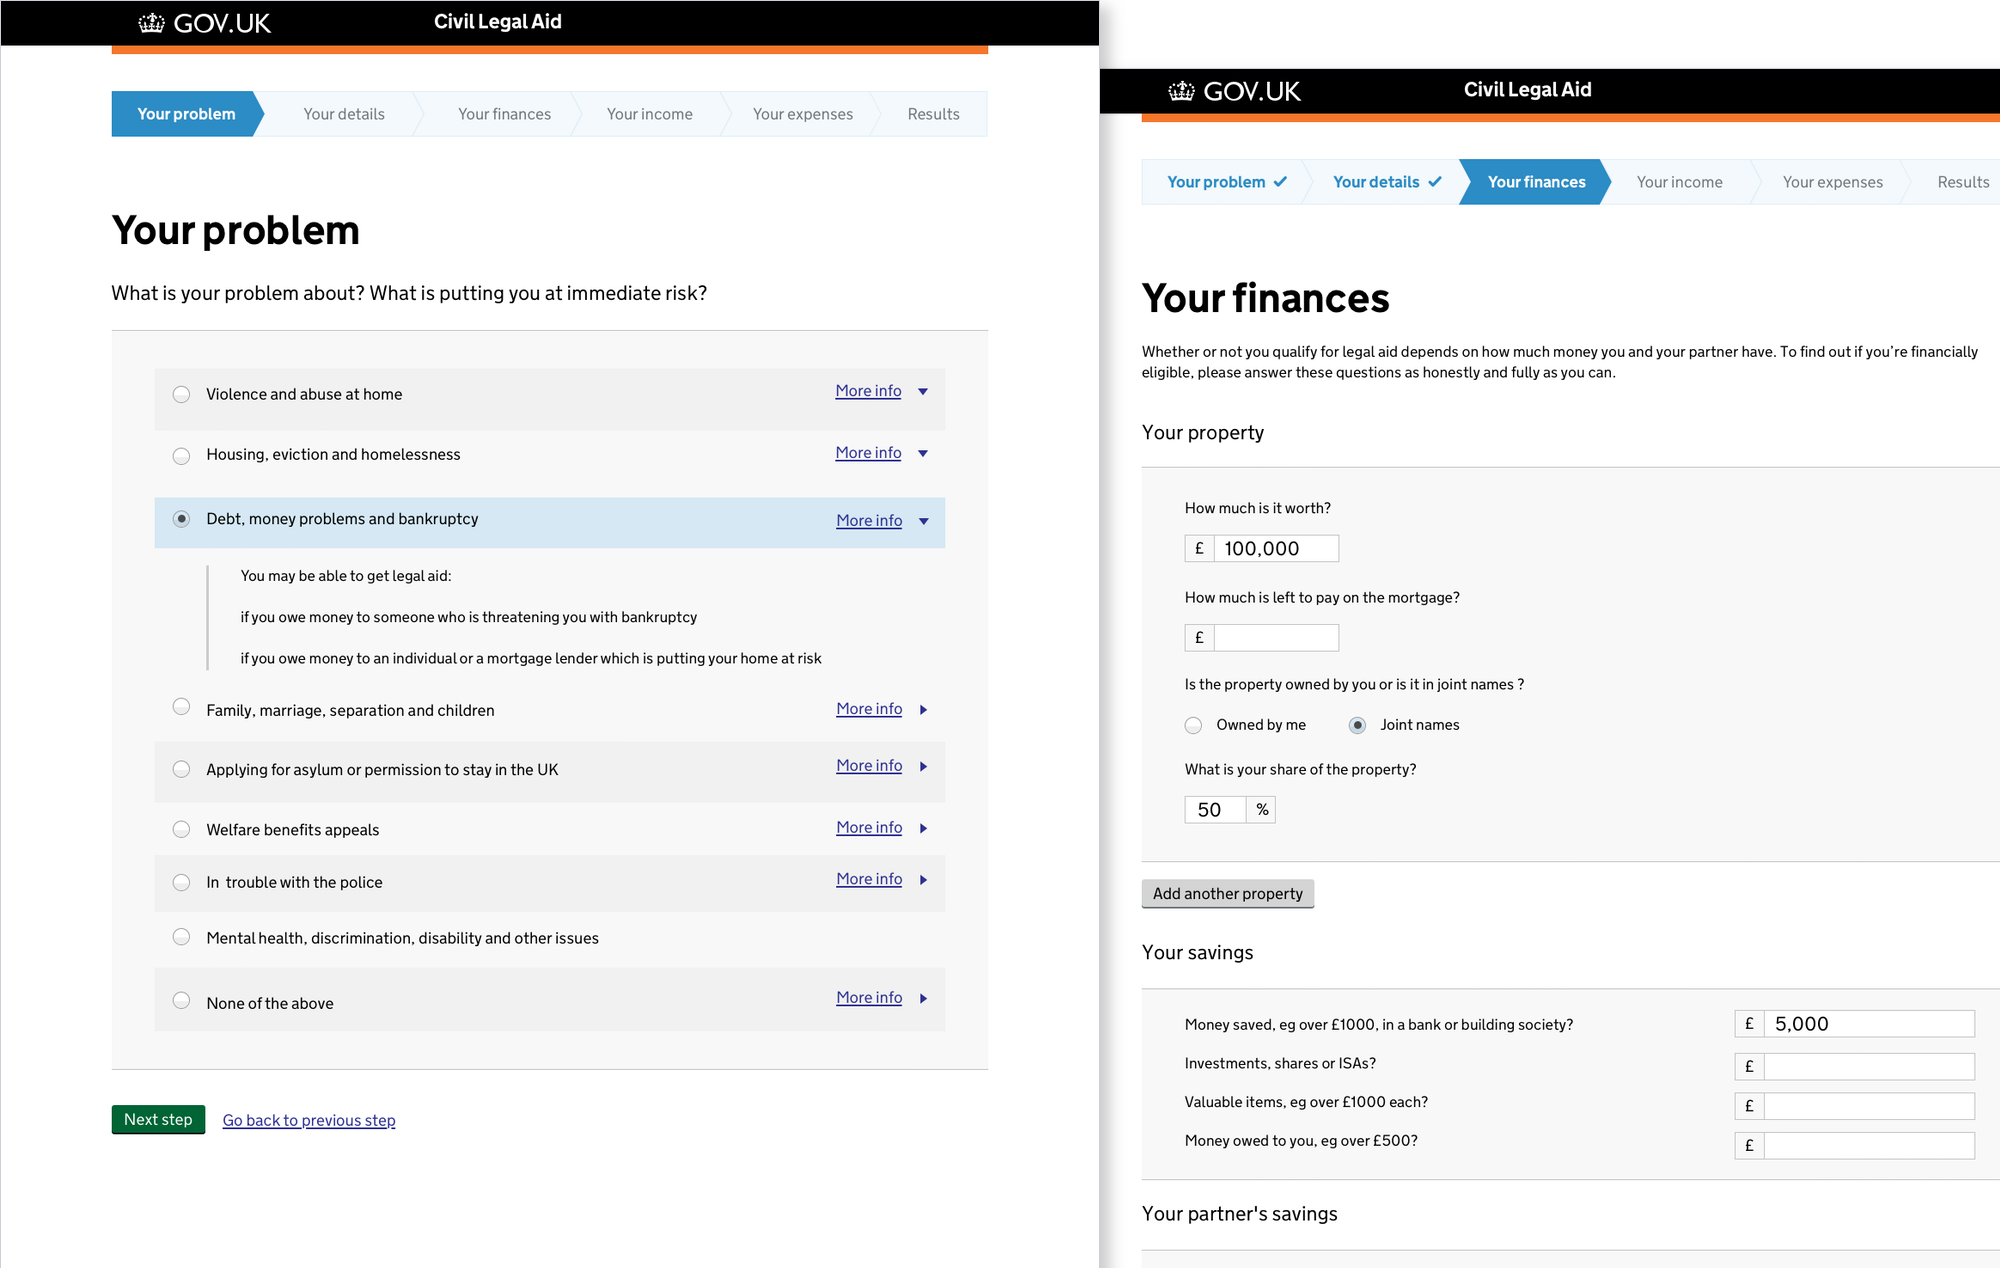 GOV.UK
Civil Legal Aid
Your problem
Your details
Your finances
Your income
Your expenses
Results
Your problem
What is your problem about? What is putting you at immediate risk?
Violence and abuse at home
More info
Housing, eviction and homelessness
More info
Debt, money problems and bankruptcy
More info
You may be able to get legal aid:
if you owe money to someone who is threatening you with bankruptcy
if you owe money to an individual or a mortgage lender which is putting your home at risk
Family, marriage, separation and children
More info
Applying for asylum or permission to stay in the UK
More info
Welfare benefits appeals
More info
In trouble with the police
More info
Mental health, discrimination, disability and other issues
None of the above
More info
Next step
Go back to previous step
GOV.UK
Civil Legal Aid
Your problem
Your details
Your finances
Your income
Your expenses
Results
Your finances
Whether or not you qualify for legal aid depends on how much money you and your partner have. To find out if you're financially
eligible, please answer these questions as honestly and fully as you can.
Your property
How much is it worth?
£ 100,000
How much is left to pay on the mortgage?
£
Is the property owned by you or is it in joint names ?
Owned by me
Joint names
What is your share of the property?
50 %
Add another property
Your savings
Money saved, eg over £1000, in a bank or building society?
£ 5,000
Investments, shares or ISAs?
£
Valuable items, eg over £1000 each?
£
Money owed to you, eg over £500?
£
Your partner's savings